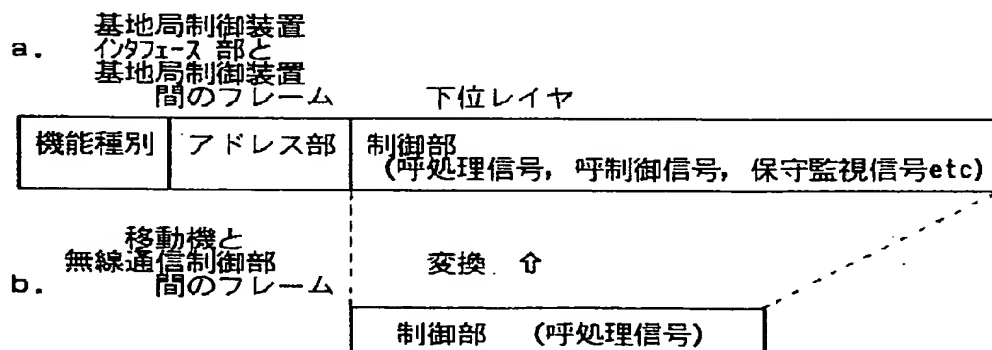 基地局制御装置
a. インタフェース 部と
基地局制御装置
間のフレーム 下位レイヤ
機能種別 アドレス部 制御部
(呼処理信号, 呼制御信号, 保守監視信号etc)
移動機と
無線通信制御部 変換 ⇧
b. 間のフレーム
制御部 (呼処理信号)